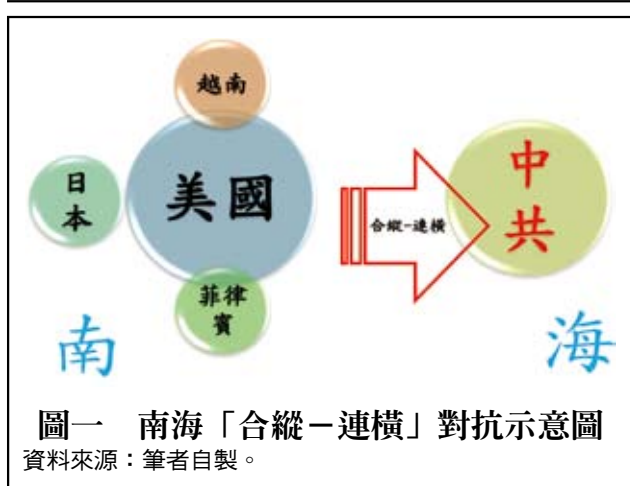 越南
日
本
美國
菲律
賓
合縱-連橫
中
共
南
海
圖一　南海「合縱－連橫」對抗示意圖
資料來源：筆者自製。